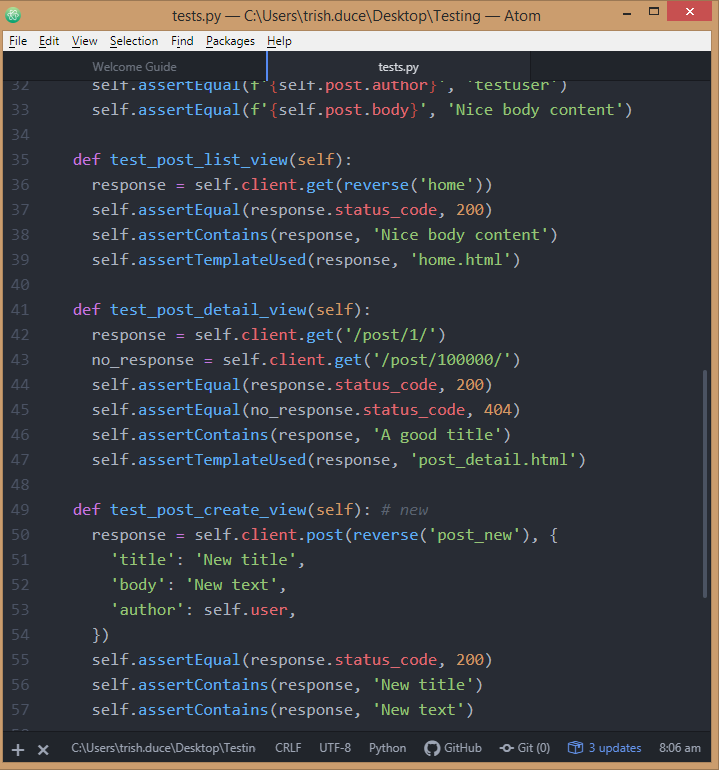 tests.py — C:\Users\trish.duce\Desktop\Testing — Atom
File Edit View Selection Find Packages Help
Welcome Guide tests.py
32 self.assertEqual(f'{self.post.author}', 'testuser')
33 self.assertEqual(f'{self.post.body}', 'Nice body content')
34
35 def test_post_list_view(self):
36 response = self.client.get(reverse('home'))
37 self.assertEqual(response.status_code, 200)
38 self.assertContains(response, 'Nice body content')
39 self.assertTemplateUsed(response, 'home.html')
40
41 def test_post_detail_view(self):
42 response = self.client.get('/post/1/')
43 no_response = self.client.get('/post/100000/')
44 self.assertEqual(response.status_code, 200)
45 self.assertEqual(no_response.status_code, 404)
46 self.assertContains(response, 'A good title')
47 self.assertTemplateUsed(response, 'post_detail.html')
48
49 def test_post_create_view(self): # new
50 response = self.client.post(reverse('post_new'), {
51 'title': 'New title',
52 'body': 'New text',
53 'author': self.user,
54 })
55 self.assertEqual(response.status_code, 200)
56 self.assertContains(response, 'New title')
57 self.assertContains(response, 'New text')
C:\Users\trish.duce\Desktop\Testin CRLF UTF-8 Python GitHub Git (0) 3 updates 8:06 am